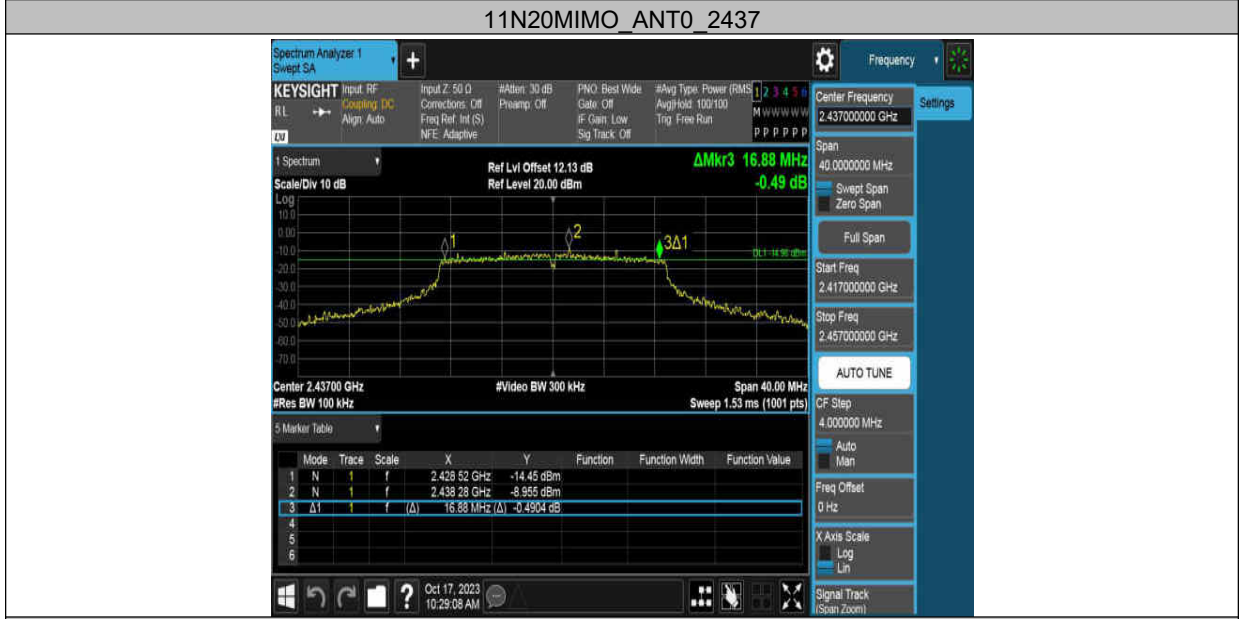 11N20MIMO_ANT0_2437
Spectrum Analyzer 1
Swept SA
+
Frequency
KEYSIGHT
RL
LXI
Input: RF
Coupling: DC
Align: Auto
Input Z: 50 Ω
Corrections: Off
Freq Ref: Int (S)
NFE: Adaptive
#Atten: 30 dB
Preamp: Off
PNO: Best Wide
Gate: Off
IF Gain: Low
Sig Track: Off
#Avg Type: Power (RMS
Avg|Hold: 100/100
Trig: Free Run
1 2 3 4 5 6
M W W W W W
P P P P P P
1 Spectrum
Scale/Div 10 dB
Ref Lvl Offset 12.13 dB
Ref Level 20.00 dBm
ΔMkr3 16.88 MHz
-0.49 dB
Log
10.0
0.00
-10.0
-20.0
-30.0
-40.0
-50.0
-60.0
-70.0
1
2
3Δ1
DL1 -14.96 dBm
Center 2.43700 GHz
#Video BW 300 kHz
Span 40.00 MHz
#Res BW 100 kHz
Sweep 1.53 ms (1001 pts)
5 Marker Table
Mode Trace Scale X Y Function Function Width Function Value
1 N 1 f 2.428 52 GHz -14.45 dBm
2 N 1 f 2.438 28 GHz -8.955 dBm
3 Δ1 1 f (Δ) 16.88 MHz (Δ) -0.4904 dB
4
5
6
?
Oct 17, 2023
10:29:08 AM
Center Frequency
2.437000000 GHz
Settings
Span
40.0000000 MHz
Swept Span
Zero Span
Full Span
Start Freq
2.417000000 GHz
Stop Freq
2.457000000 GHz
AUTO TUNE
CF Step
4.000000 MHz
Auto
Man
Freq Offset
0 Hz
X Axis Scale
Log
Lin
Signal Track
(Span Zoom)